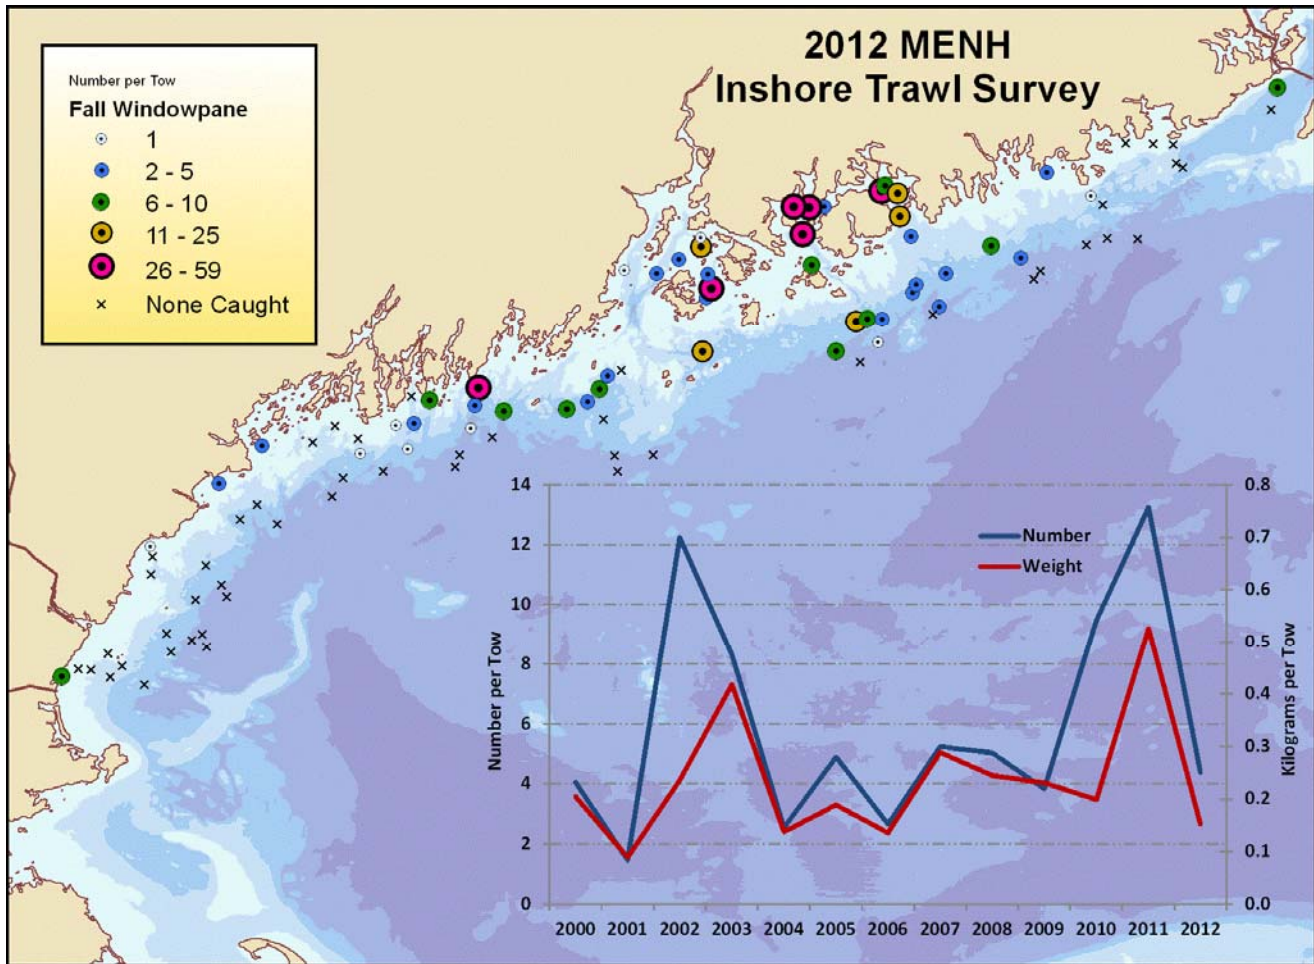 2012 MENH
Inshore Trawl Survey
Number per Tow
Fall Windowpane
1
2 - 5
6 - 10
11 - 25
26 - 59
None Caught
14
12
10
8
6
4
2
0
Number per Tow
Number
Weight
0.8
0.7
0.6
0.5
0.4
0.3
0.2
0.1
0.0
Kilograms per Tow
2000 2001 2002 2003 2004 2005 2006 2007 2008 2009 2010 2011 2012